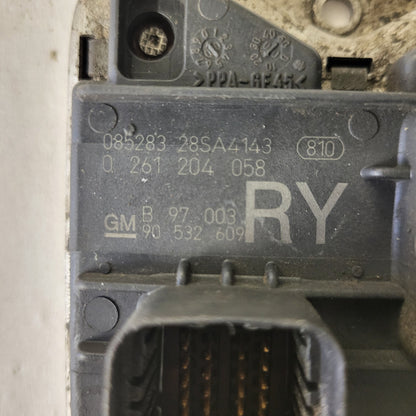 >PPA-GF45<
085283 28SA4143 810
0 261 204 058
B 97 003
GM 90 532 609
RY